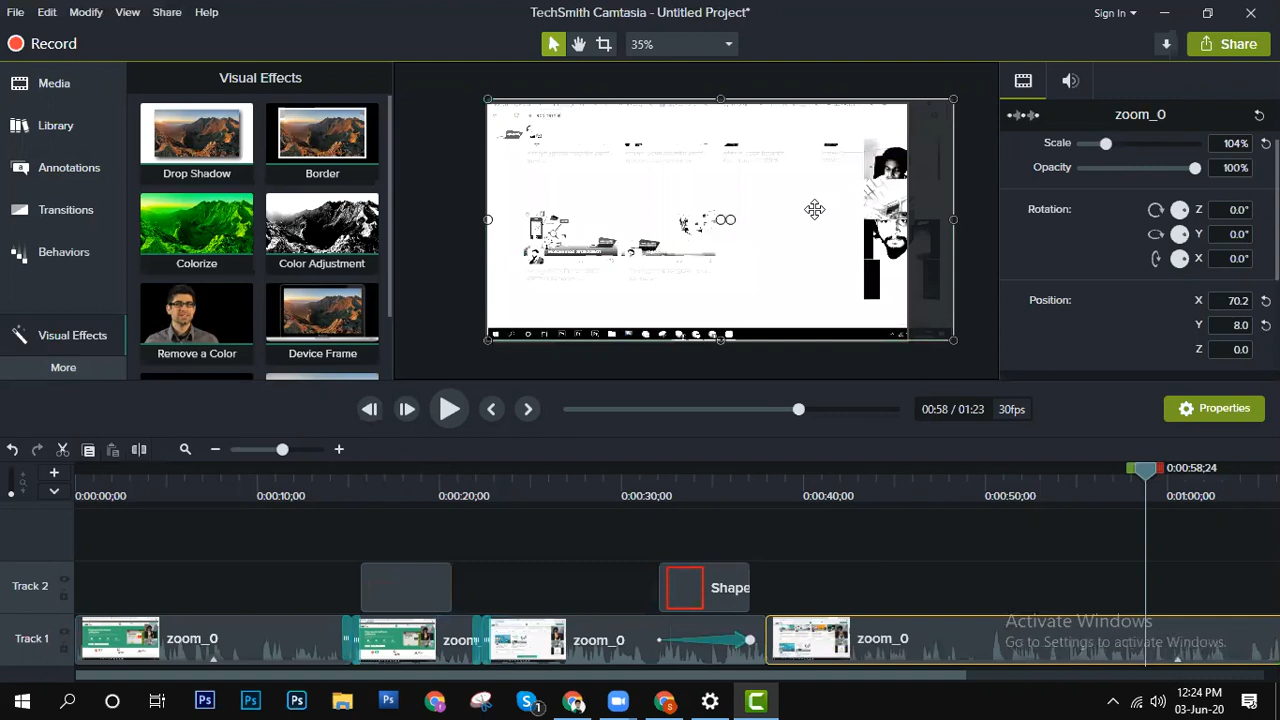 File Edit Modify View Share Help
TechSmith Camtasia - Untitled Project*
Sign In
Record
35%
Share
Media
Library
Transitions
Visual Effects
More
Visual Effects
Drop Shadow
Border
Colorize
Color Adjustment
Remove a Color
Device Frame
zoom_0
Scale 104%
Opacity 100%
Rotation: Z 0.0°
Y 0.0°
X 0.0°
Position: X 70.2
Y 8.0
Z 0.0
00:58 / 01:23 30fps
Properties
0:00:58;24
0:00:00;00 0:00:10;00 0:00:20;00 0:00:30;00 0:00:40;00 0:00:50;00 0:01:00;00
Track 2
Shape
Track 1
zoom_0
zoom
zoom_0
zoom_0
Activate Windows
Go to Settings to activate Windows.
12:24 PM
03-Jun-20